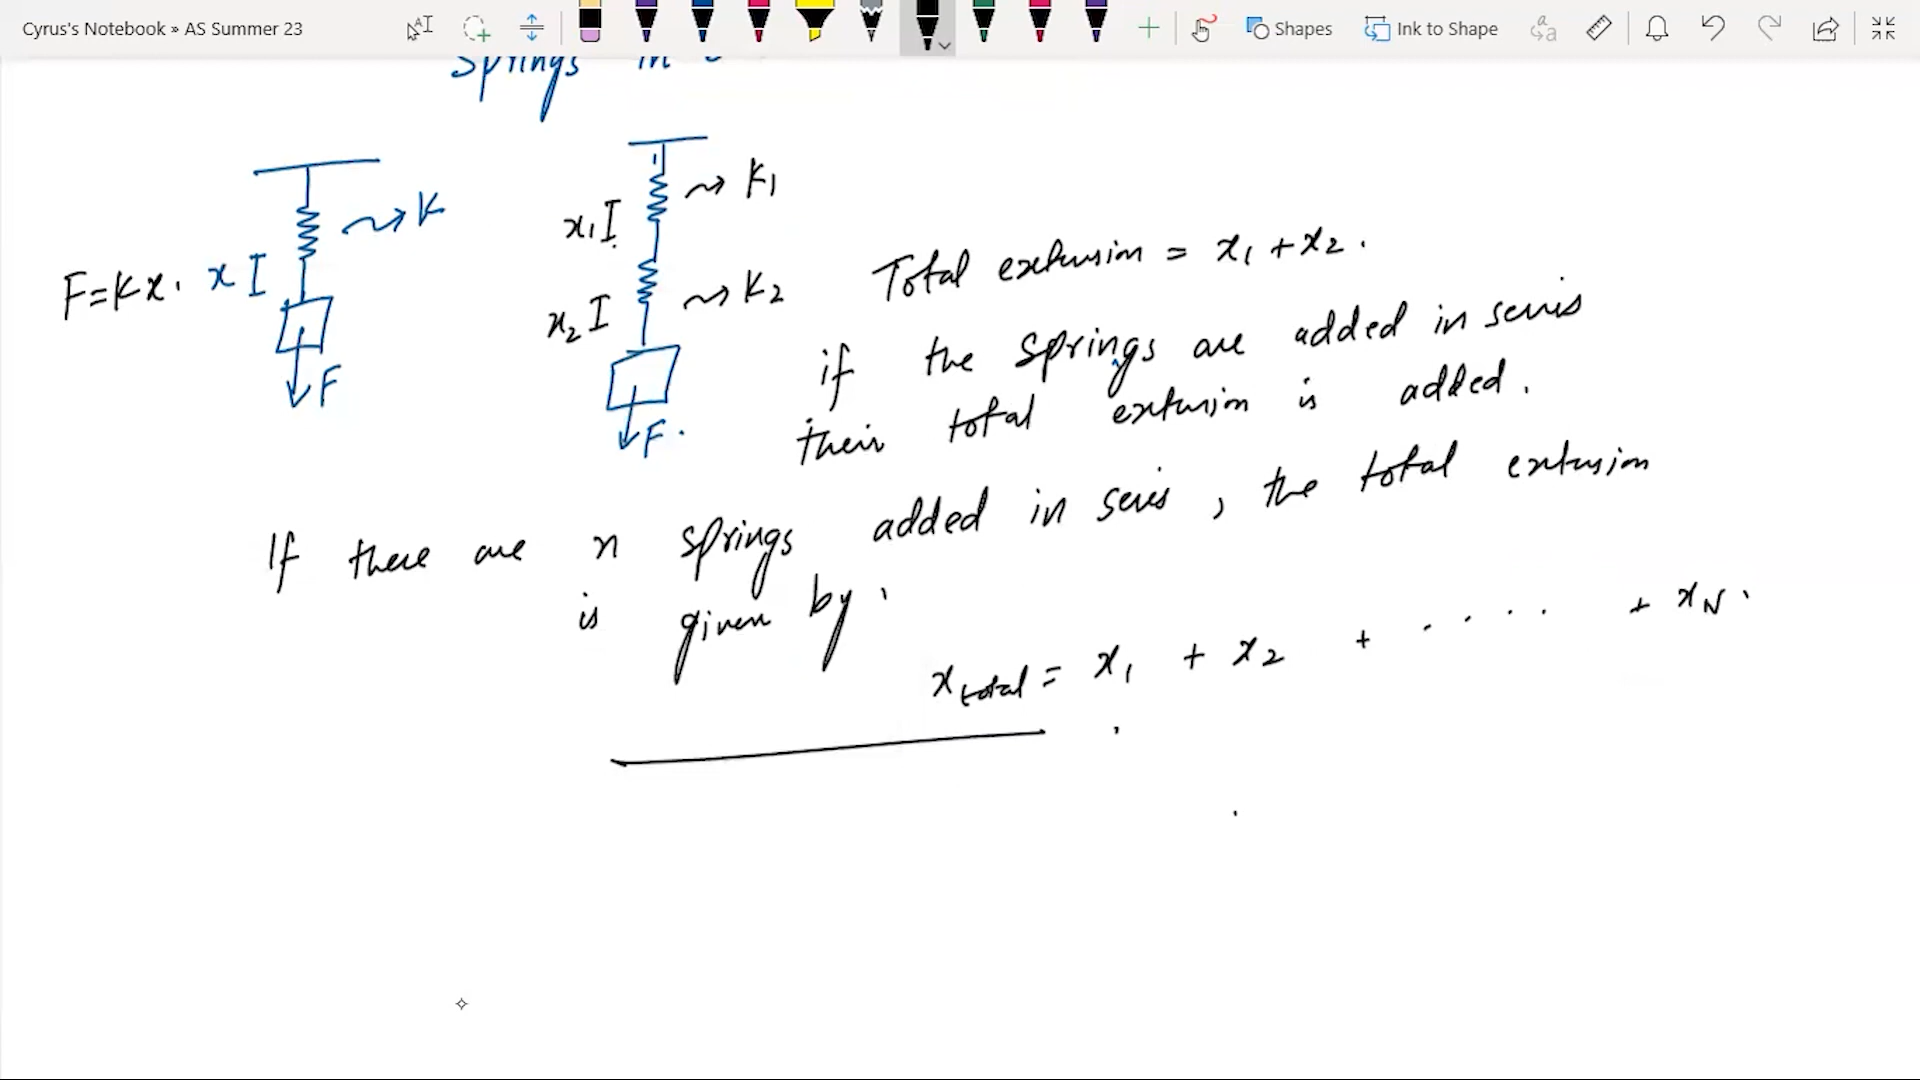 Cyrus's Notebook » AS Summer 23
Shapes
Ink to Shape
Springs in
K
F=Kx.
x
F
K1
x1
K2
x2
F.
Total extension = x1 + x2.
if the springs are added in series
their total extension is added.
If there are n springs added in series, the total extension
is given by.
x total = x1 + x2 + ....... + xN.